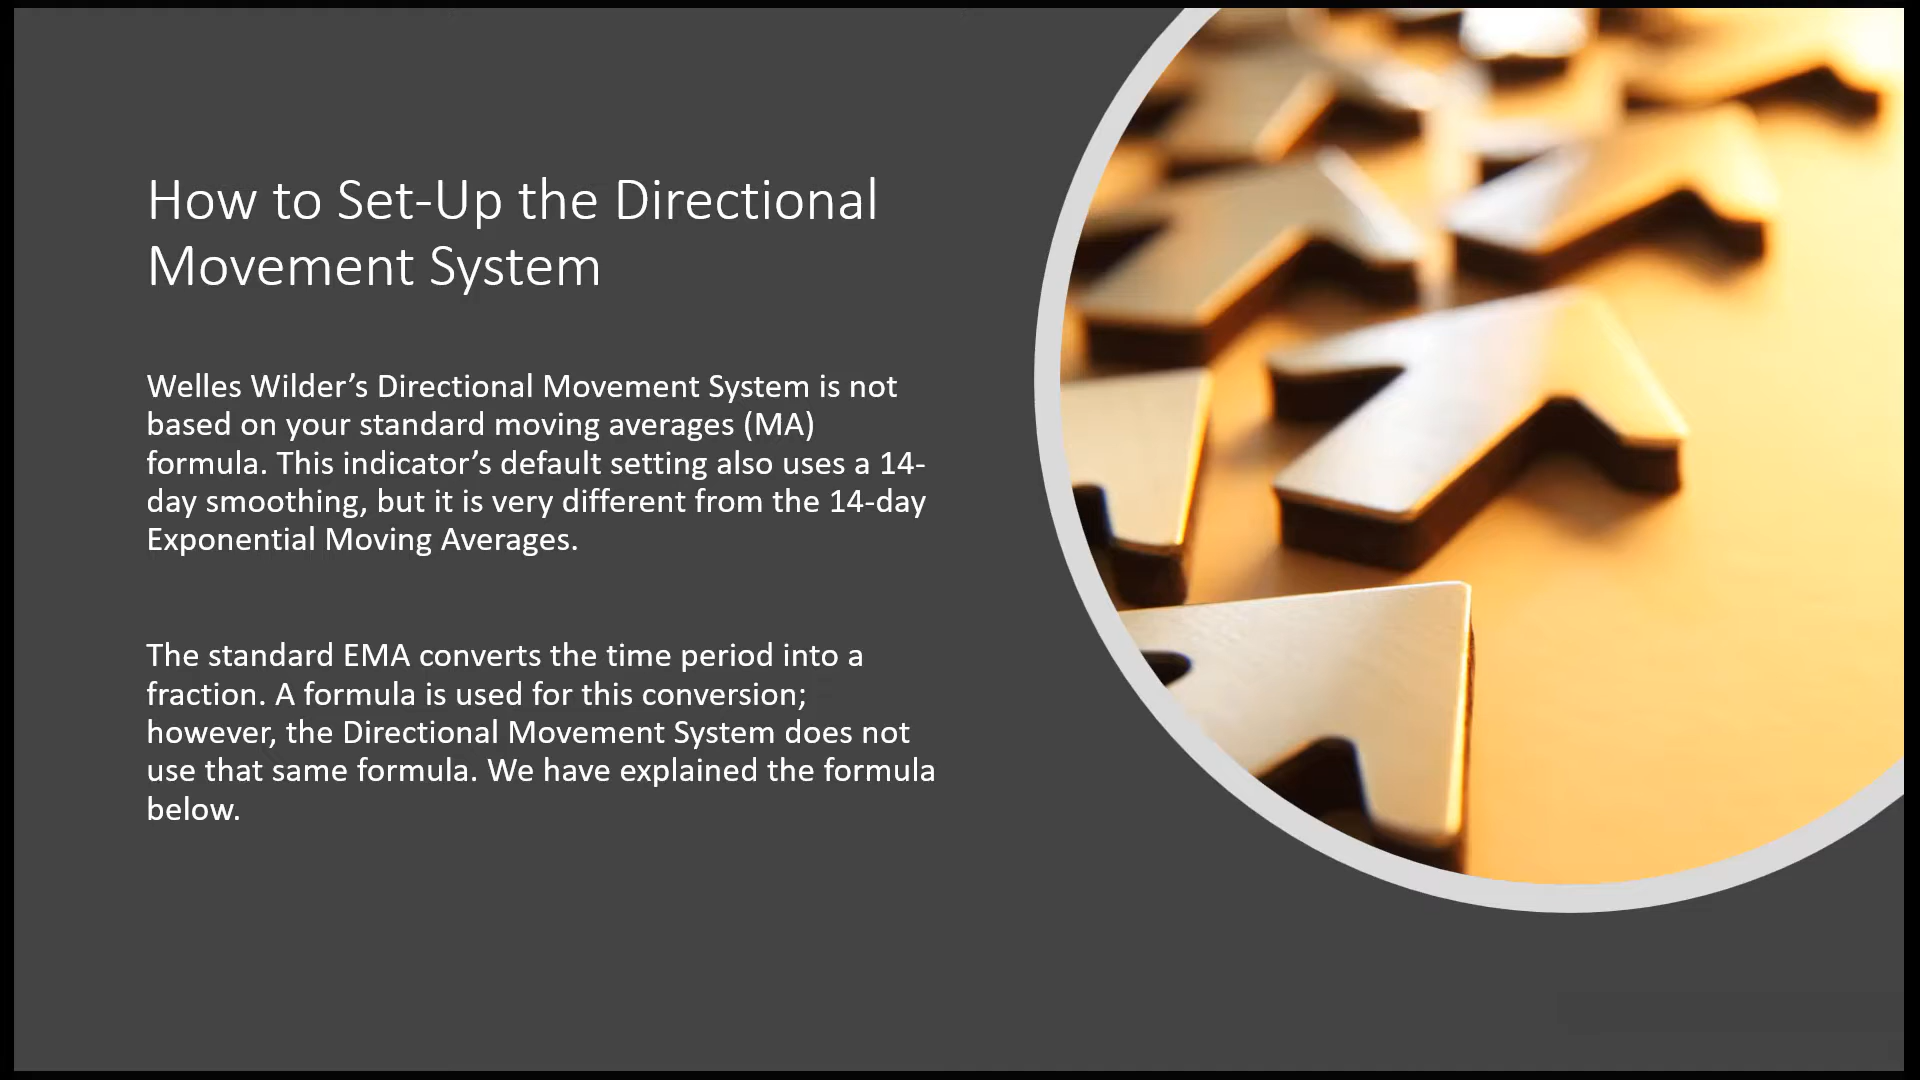 How to Set-Up the Directional
Movement System
Welles Wilder’s Directional Movement System is not
based on your standard moving averages (MA)
formula. This indicator’s default setting also uses a 14-
day smoothing, but it is very different from the 14-day
Exponential Moving Averages.
The standard EMA converts the time period into a
fraction. A formula is used for this conversion;
however, the Directional Movement System does not
use that same formula. We have explained the formula
below.